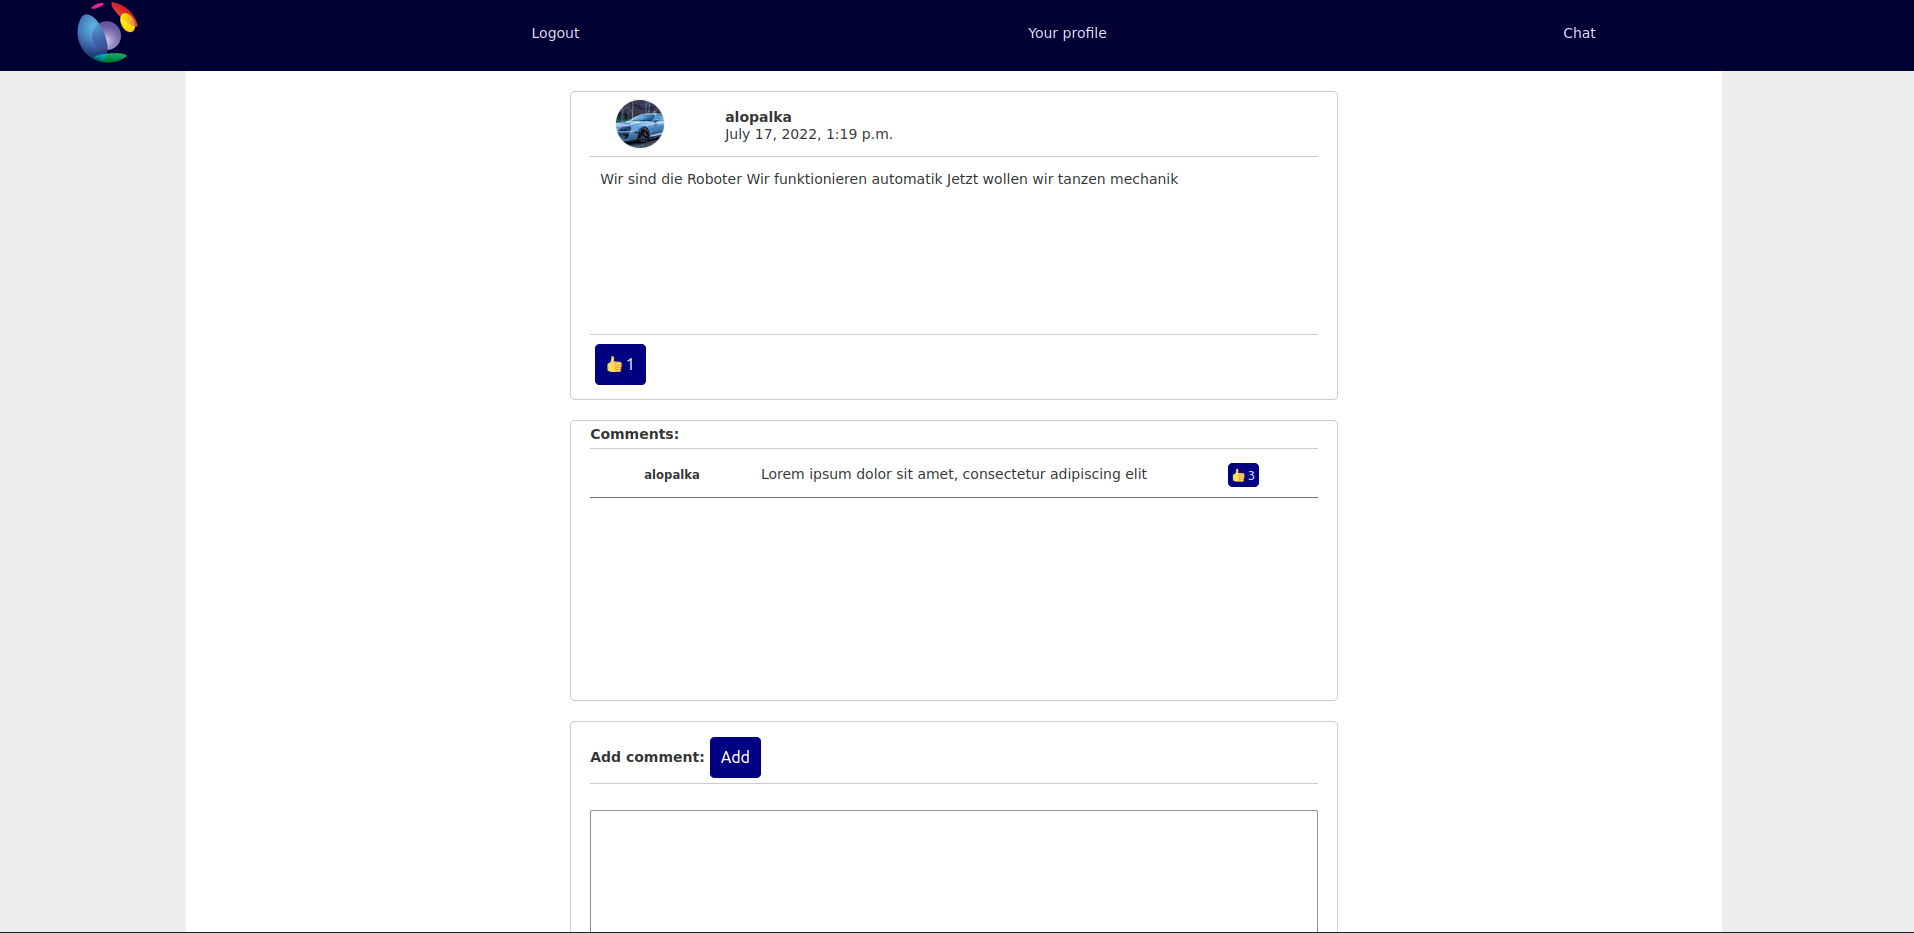 Logout Your profile Chat
alopalka
July 17, 2022, 1:19 p.m.
Wir sind die Roboter Wir funktionieren automatik Jetzt wollen wir tanzen mechanik
👍 1
Comments:
alopalka Lorem ipsum dolor sit amet, consectetur adipiscing elit 👍 3
Add comment: Add